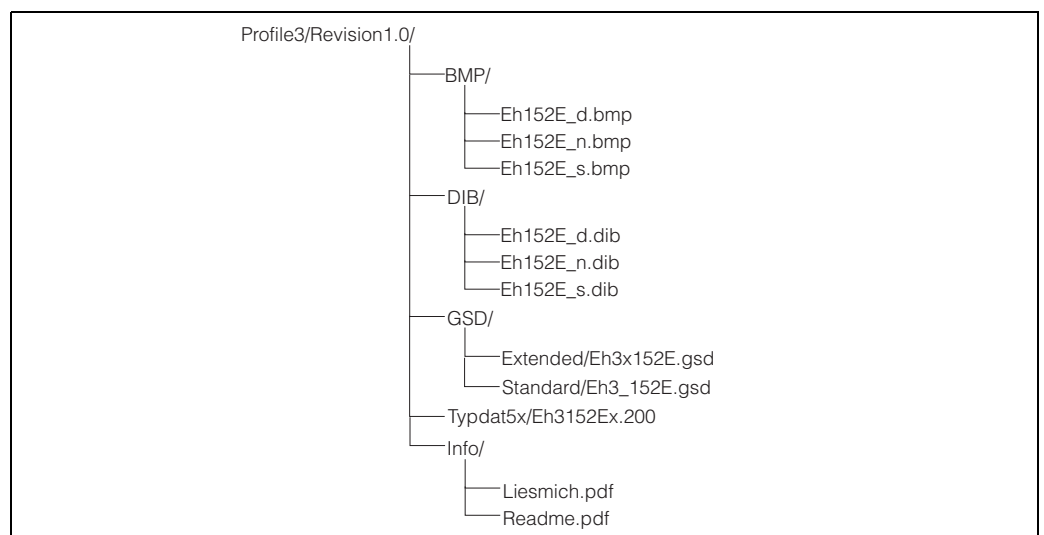 Profile3/Revision1.0/
BMP/
Eh152E_d.bmp
Eh152E_n.bmp
Eh152E_s.bmp
DIB/
Eh152E_d.dib
Eh152E_n.dib
Eh152E_s.dib
GSD/
Extended/Eh3x152E.gsd
Standard/Eh3_152E.gsd
Typdat5x/Eh3152Ex.200
Info/
Liesmich.pdf
Readme.pdf